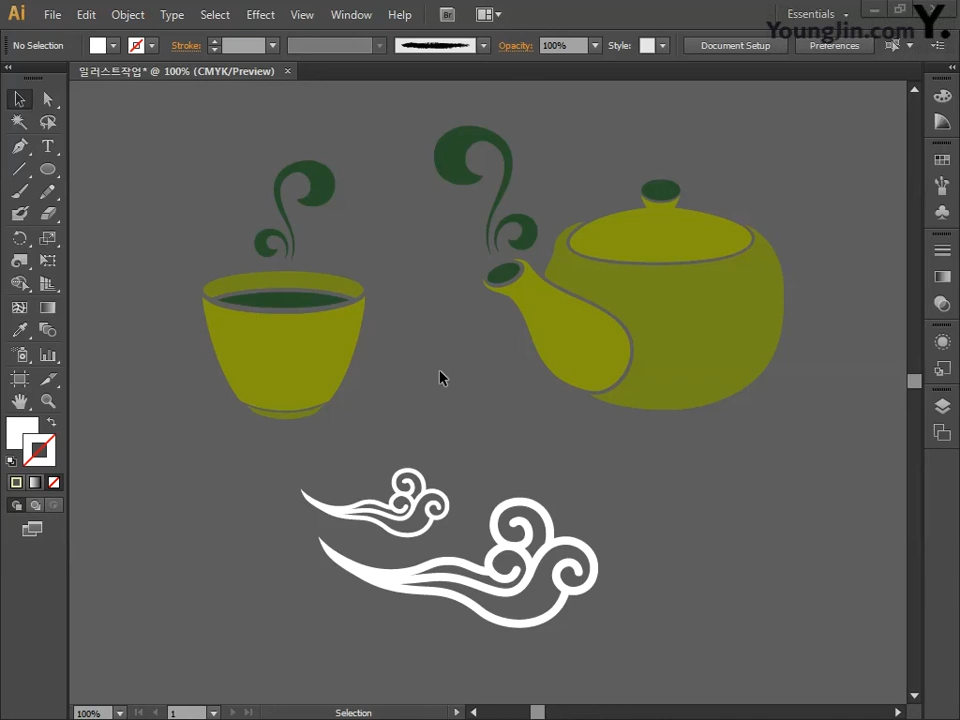 Ai File Edit Object Type Select Effect View Window Help Br Essentials
YoungJin.com Y.
No Selection Stroke: Opacity: 100% Style: Document Setup Preferences
일러스트작업* @ 100% (CMYK/Preview) ×
T
100% 1 Selection